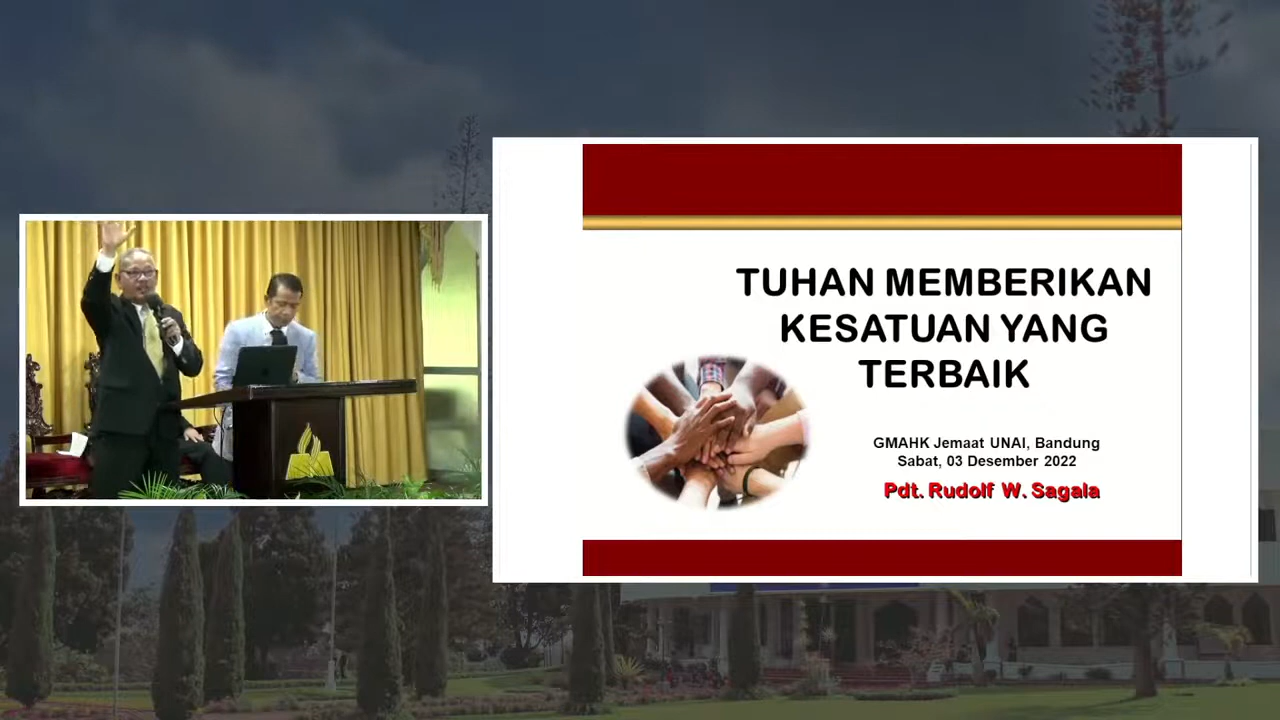 TUHAN MEMBERIKAN
KESATUAN YANG
TERBAIK
GMAHK Jemaat UNAI, Bandung
Sabat, 03 Desember 2022
Pdt. Rudolf W. Sagala